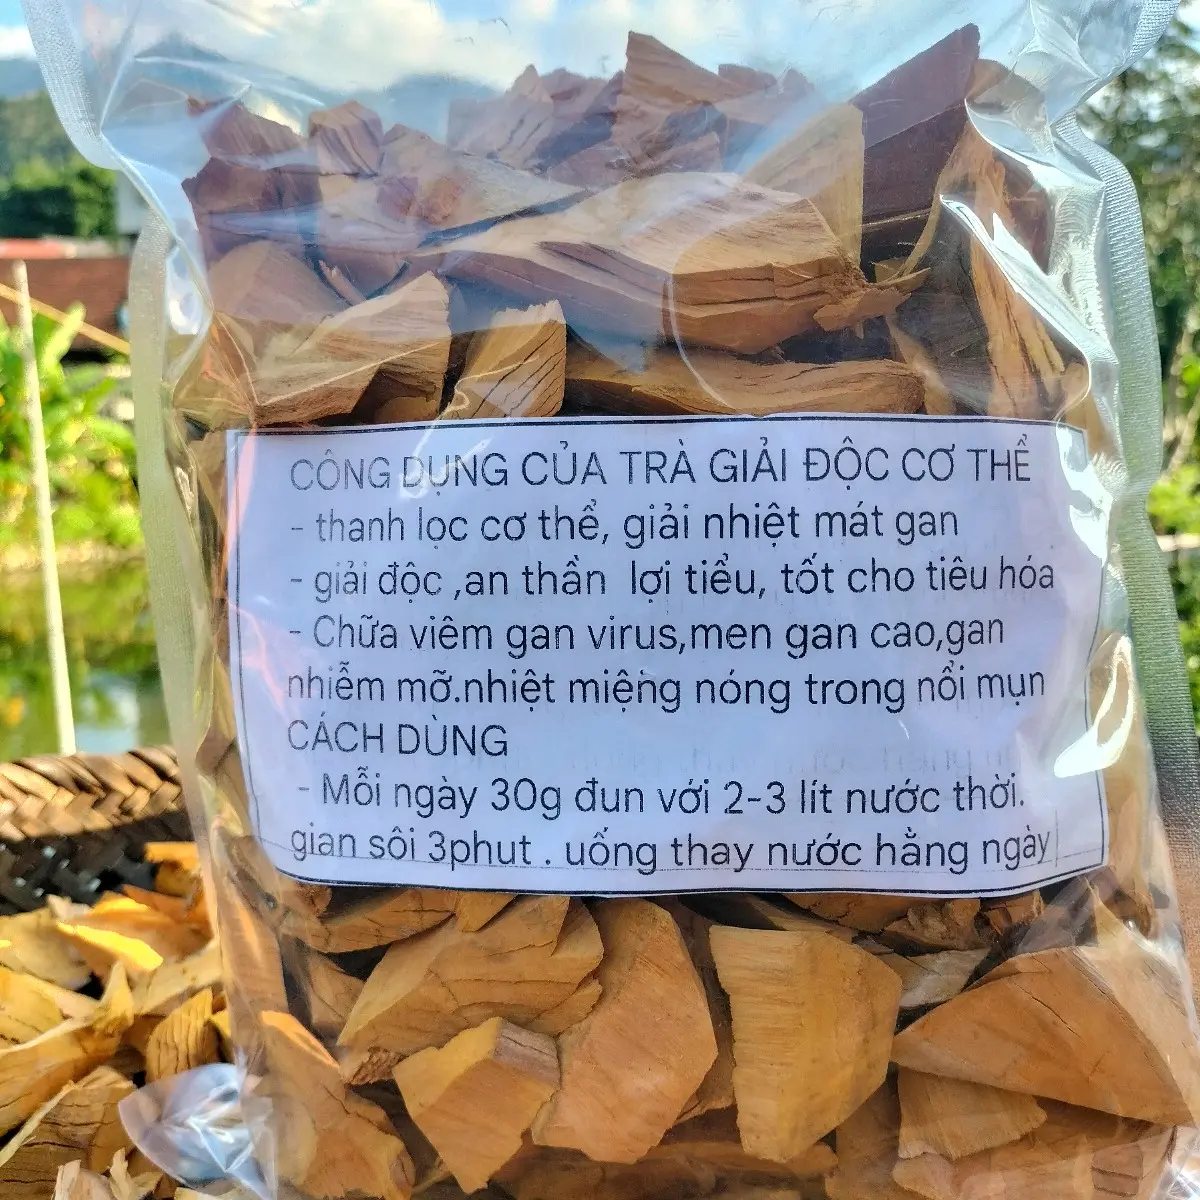 CÔNG DỤNG CỦA TRÀ GIẢI ĐỘC CƠ THỂ
- thanh lọc cơ thể, giải nhiệt mát gan
- giải độc ,an thần lợi tiểu, tốt cho tiêu hóa
- Chữa viêm gan virus,men gan cao,gan
nhiễm mỡ.nhiệt miệng nóng trong nổi mụn
CÁCH DÙNG
- Mỗi ngày 30g đun với 2-3 lít nước thời.
gian sôi 3phut . uống thay nước hằng ngày